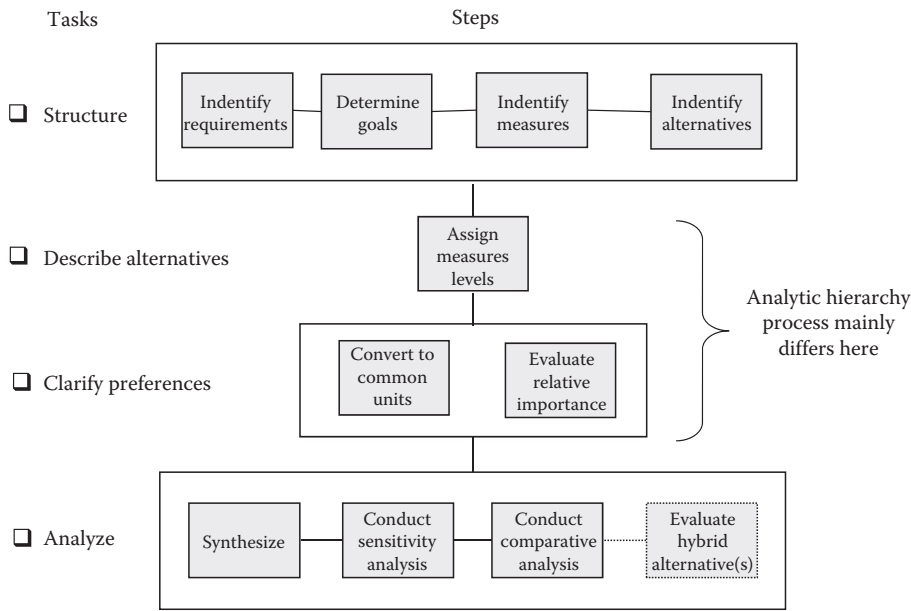 Tasks
Steps
Structure
Indentify
requirements
Determine
goals
Indentify
measures
Indentify
alternatives
Describe alternatives
Assign
measures
levels
Analytic hierarchy
process mainly
differs here
Clarify preferences
Convert to
common
units
Evaluate
relative
importance
Analyze
Synthesize
Conduct
sensitivity
analysis
Conduct
comparative
analysis
Evaluate
hybrid
alternative(s)